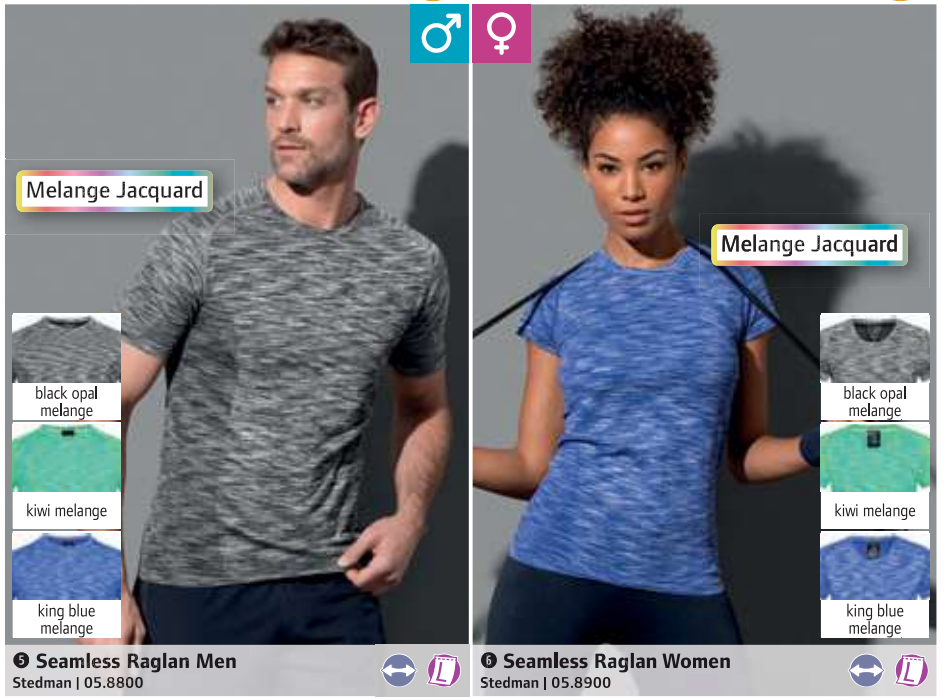 Melange Jacquard
black opal
melange
kiwi melange
king blue
melange
❺ Seamless Raglan Men
Stedman | 05.8800
L
Melange Jacquard
black opal
melange
kiwi melange
king blue
melange
❻ Seamless Raglan Women
Stedman | 05.8900
L